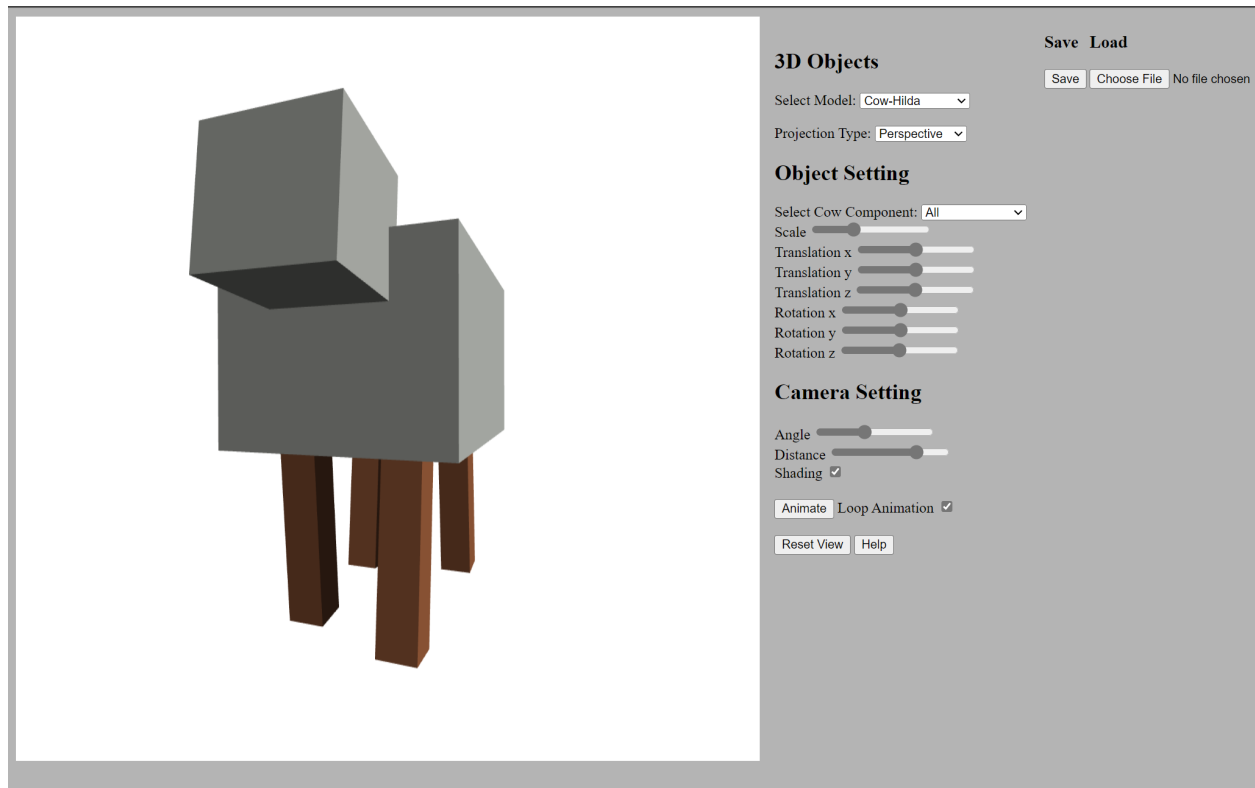 3D Objects
Select Model: Cow-Hilda
Projection Type: Perspective
Object Setting
Select Cow Component: All
Scale
Translation x
Translation y
Translation z
Rotation x
Rotation y
Rotation z
Camera Setting
Angle
Distance
Shading
Animate Loop Animation
Reset View Help
Save Load
Save Choose File No file chosen